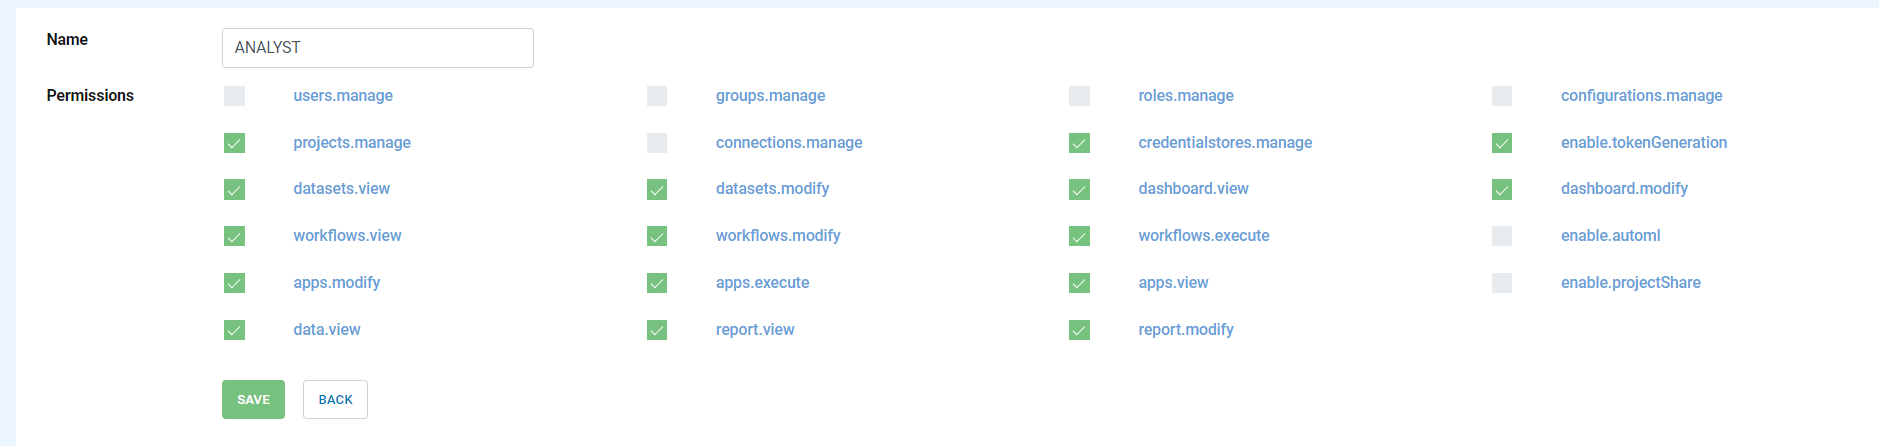 Name ANALYST
Permissions users.manage groups.manage roles.manage configurations.manage
projects.manage connections.manage credentialstores.manage enable.tokenGeneration
datasets.view datasets.modify dashboard.view dashboard.modify
workflows.view workflows.modify workflows.execute enable.automl
apps.modify apps.execute apps.view enable.projectShare
data.view report.view report.modify
SAVE BACK